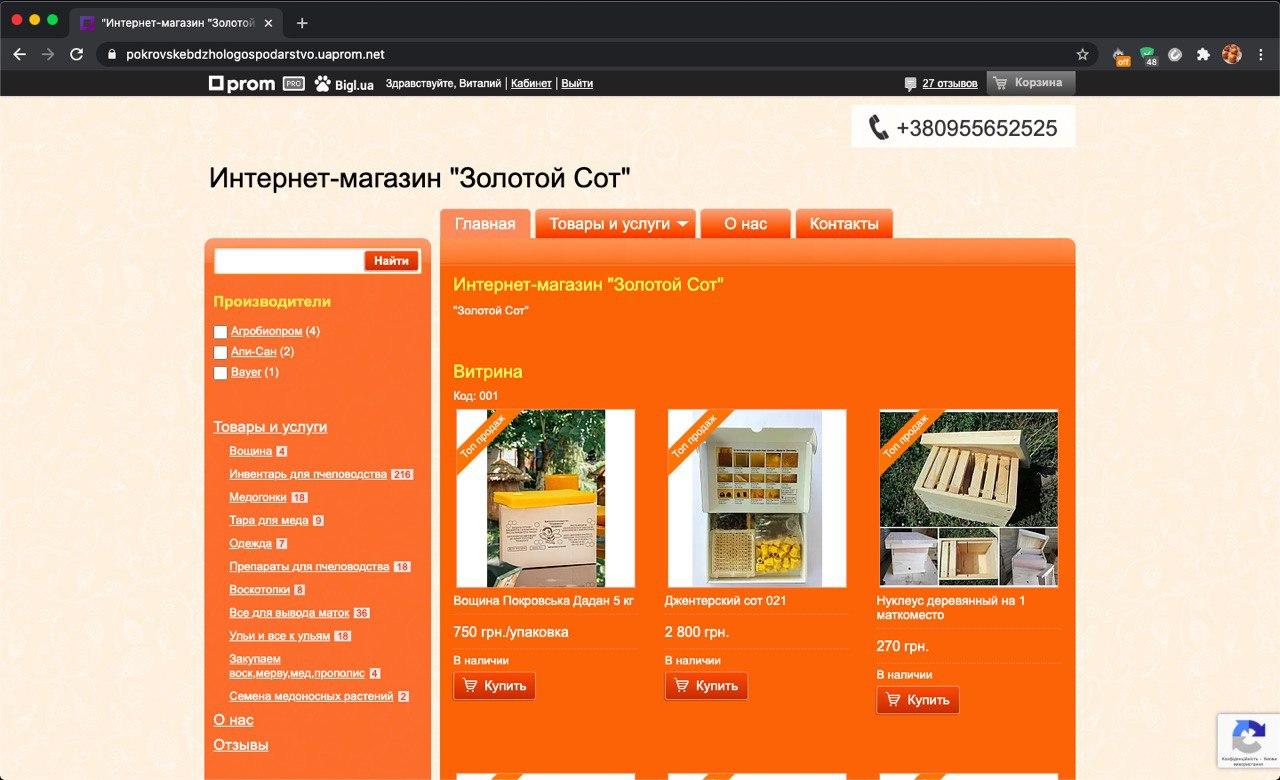 "Интернет-магазин "Золотой
pokrovskebdzhologospodarstvo.uaprom.net
off
48
prom PRO Bigl.ua Здравствуйте, Виталий | Кабинет | Выйти
27 отзывов
Корзина
+380955652525
Интернет-магазин "Золотой Сот"
Главная
Товары и услуги
О нас
Контакты
Найти
Производители
Агробиопром (4)
Апи-Сан (2)
Bayer (1)
Товары и услуги
Вощина 4
Инвентарь для пчеловодства 216
Медогонки 18
Тара для меда 9
Одежда 7
Препараты для пчеловодства 18
Воскотопки 8
Все для вывода маток 36
Ульи и все к ульям 18
Закупаем
воск,мерву,мед,прополис 4
Семена медоносных растений 2
О нас
Отзывы
Интернет-магазин "Золотой Сот"
"Золотой Сот"
Витрина
Код: 001
Топ продаж
Вощина Покровська Дадан 5 кг
750 грн./упаковка
В наличии
Купить
Топ продаж
Джентерский сот 021
2 800 грн.
В наличии
Купить
Топ продаж
Нуклеус деревянный на 1
маткоместо
270 грн.
В наличии
Купить
Конфіденційність - Умови
використання